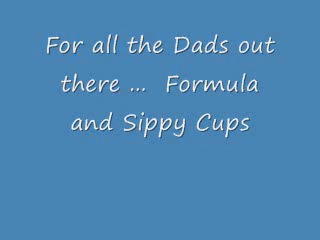 For all the Dads out
there ...  Formula
and Sippy Cups